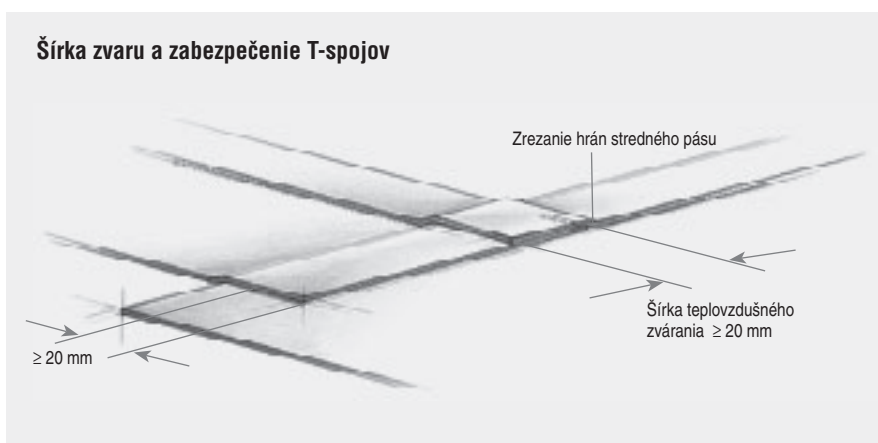 Šírka zvaru a zabezpečenie T-spojov
Zrezanie hrán stredného pásu
Šírka teplovzdušného
zvárania ≥ 20 mm
≥ 20 mm